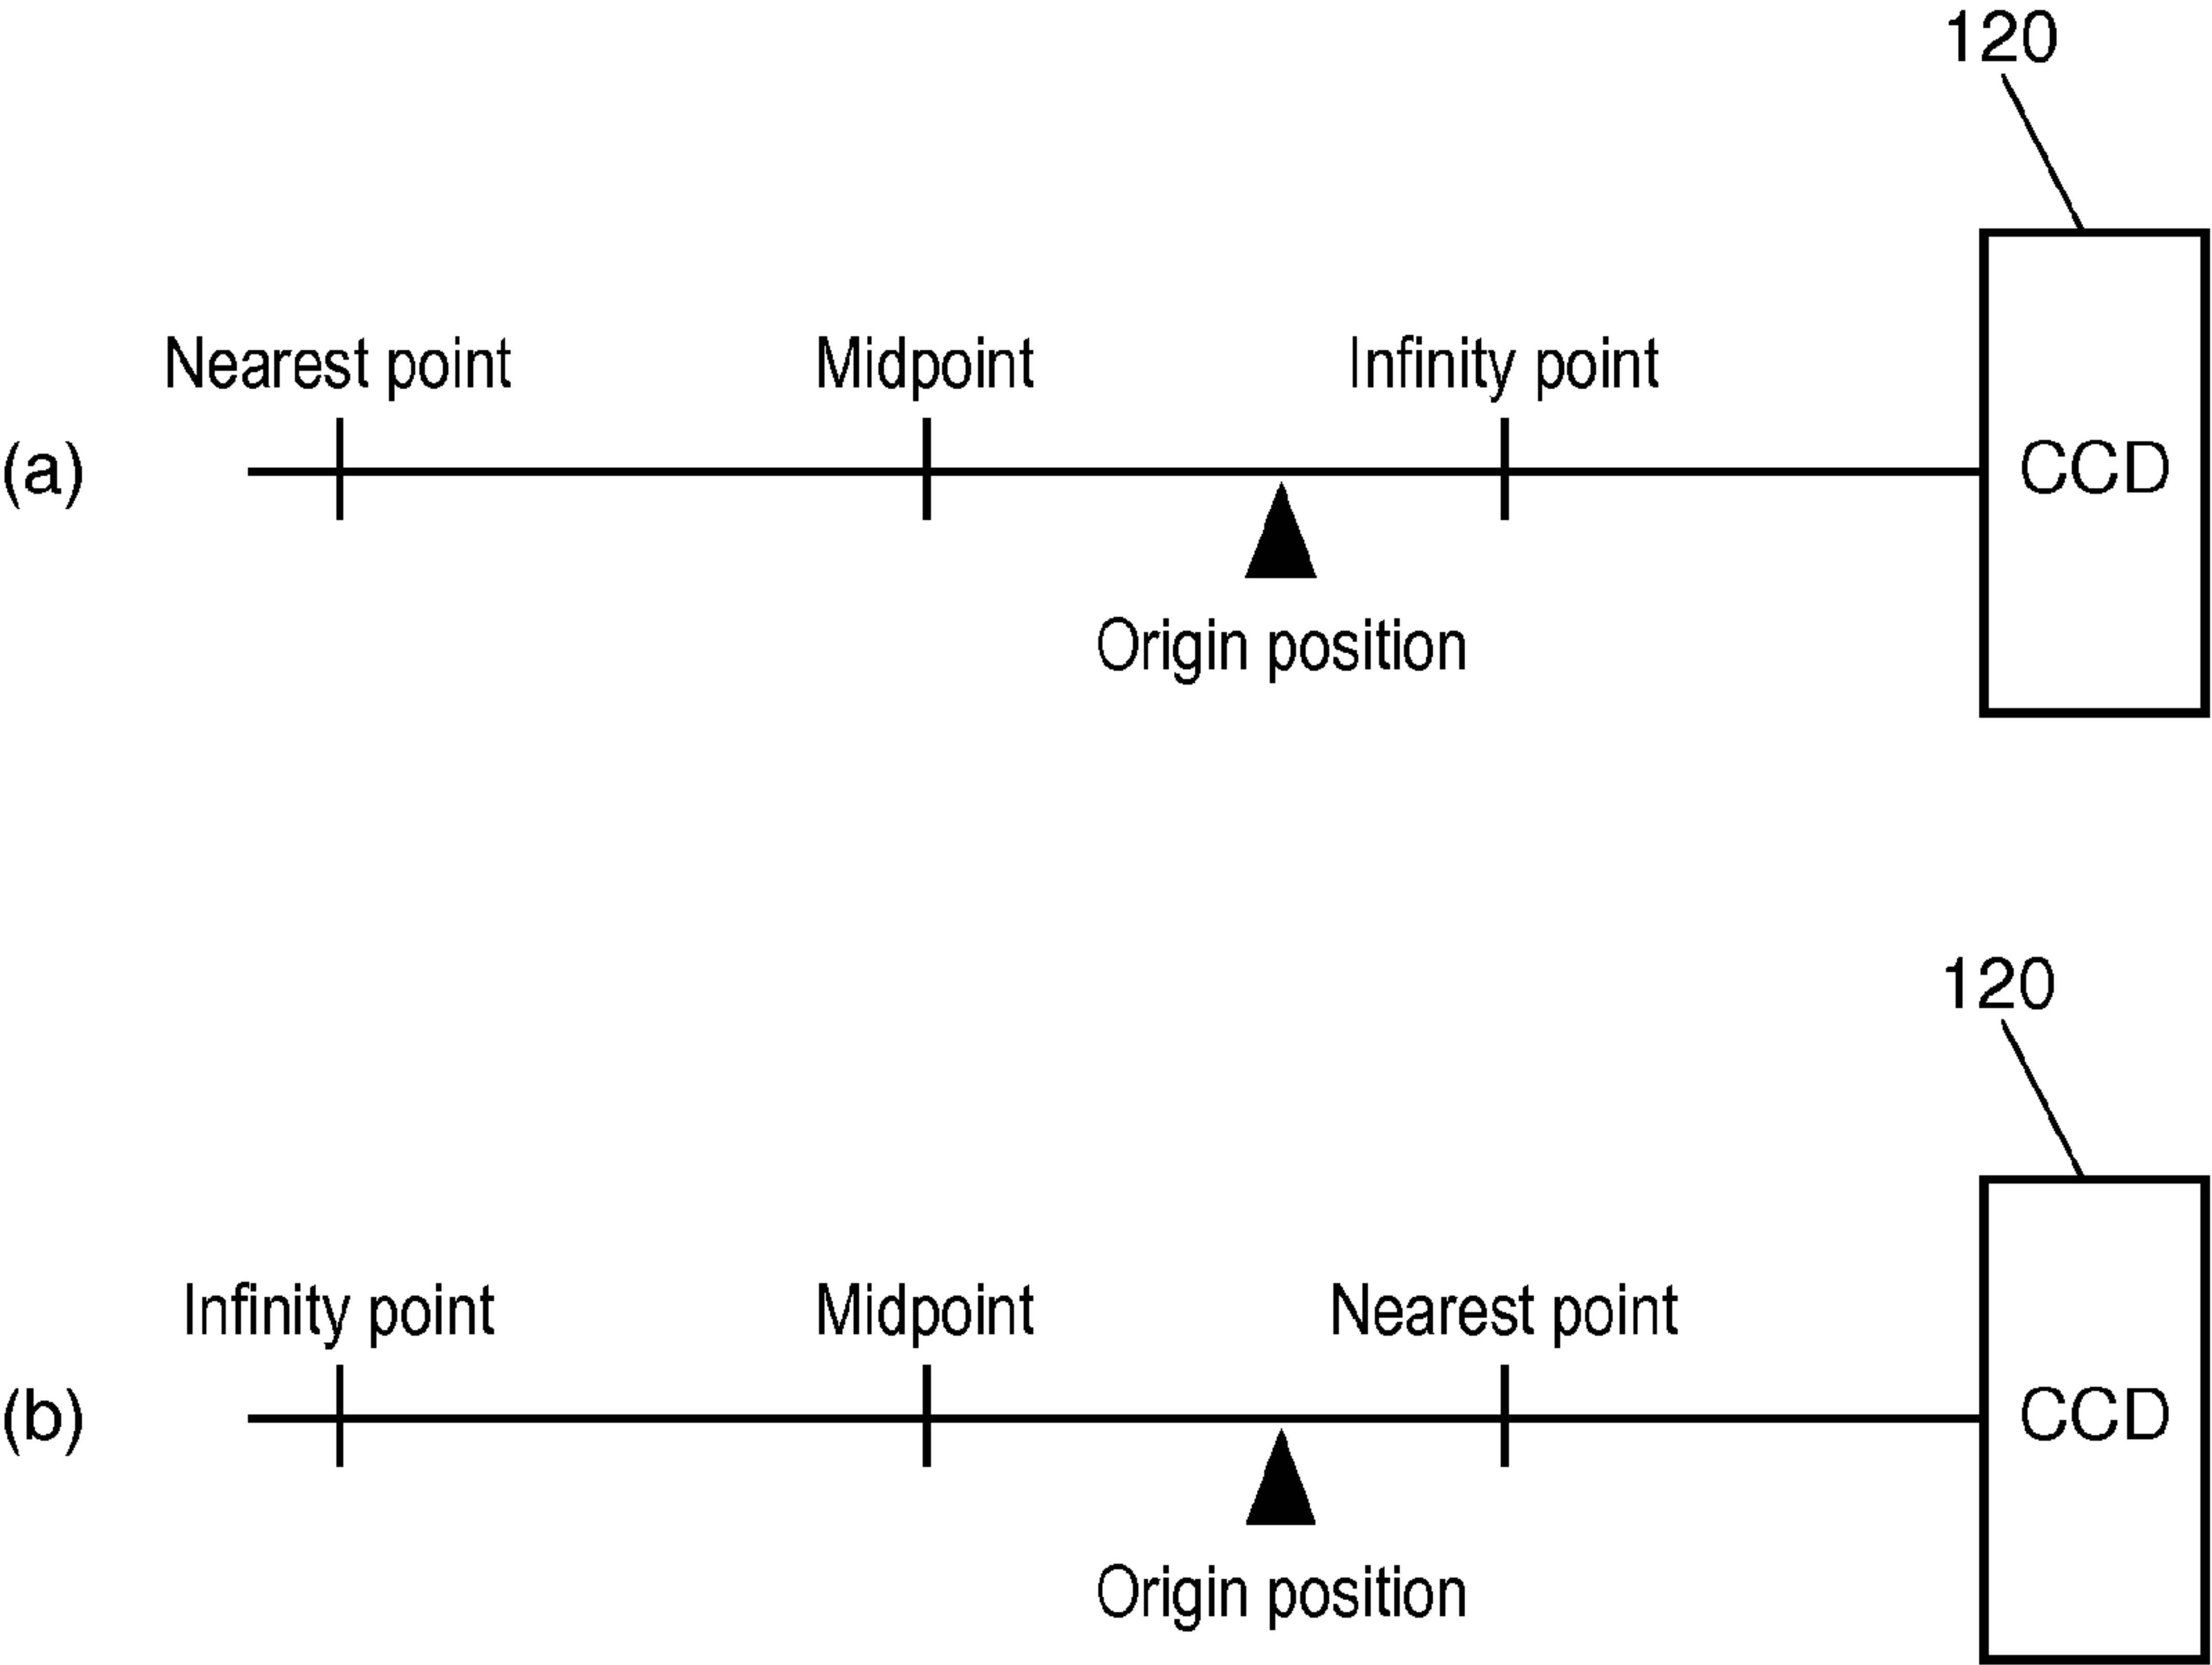 120
Nearest point Midpoint Infinity point
(a) CCD
Origin position
120
Infinity point Midpoint Nearest point
(b) CCD
Origin position